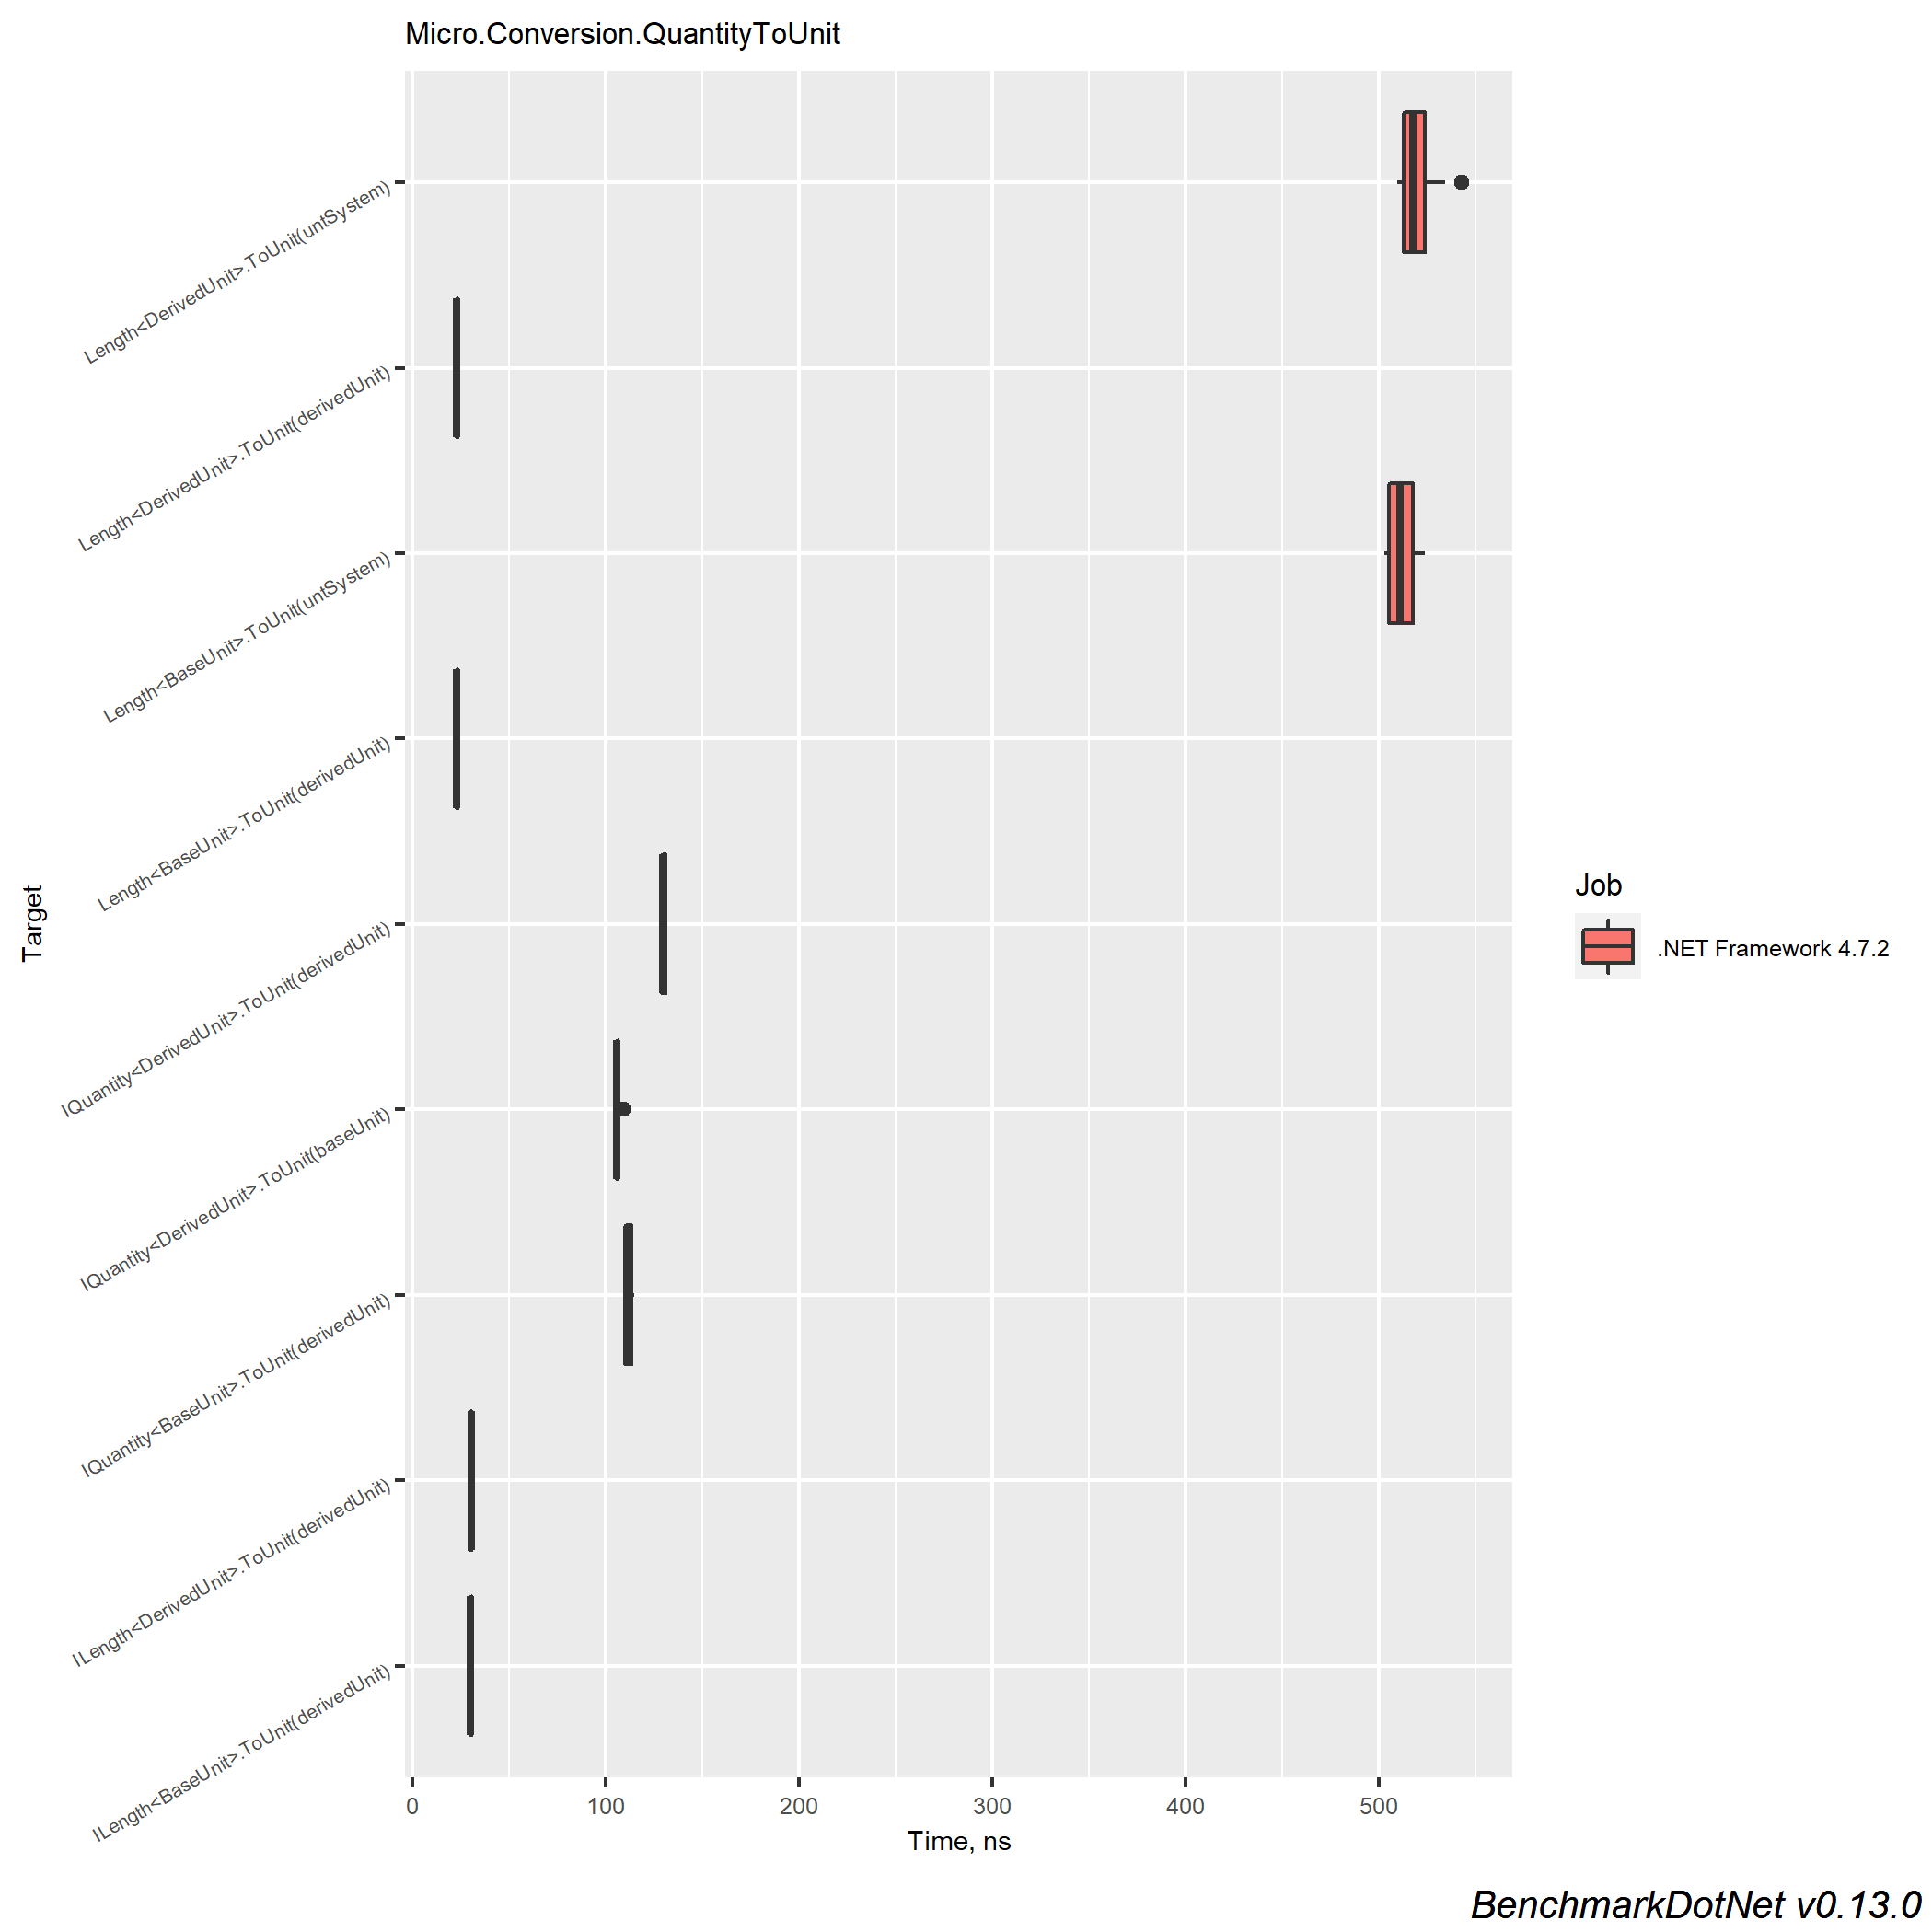 Micro.Conversion.QuantityToUnit
Length<DerivedUnit>.ToUnit(untSystem)
Length<DerivedUnit>.ToUnit(derivedUnit)
Length<BaseUnit>.ToUnit(untSystem)
Length<BaseUnit>.ToUnit(derivedUnit)
IQuantity<DerivedUnit>.ToUnit(derivedUnit)
IQuantity<DerivedUnit>.ToUnit(baseUnit)
IQuantity<BaseUnit>.ToUnit(derivedUnit)
ILength<DerivedUnit>.ToUnit(derivedUnit)
ILength<BaseUnit>.ToUnit(derivedUnit)
Target
0 100 200 300 400 500
Time, ns
Job
.NET Framework 4.7.2
BenchmarkDotNet v0.13.0